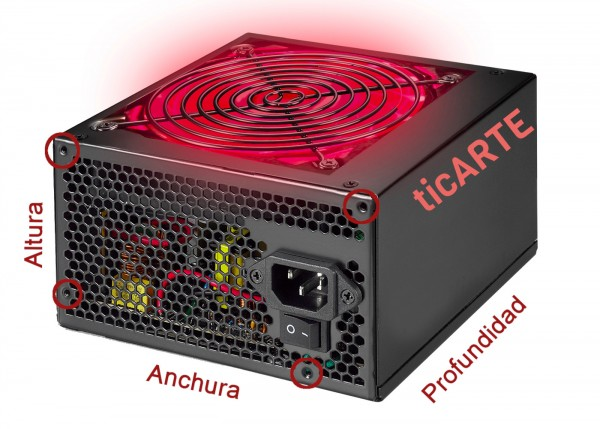 ticARTE
Altura
Anchura
Profundidad
O I